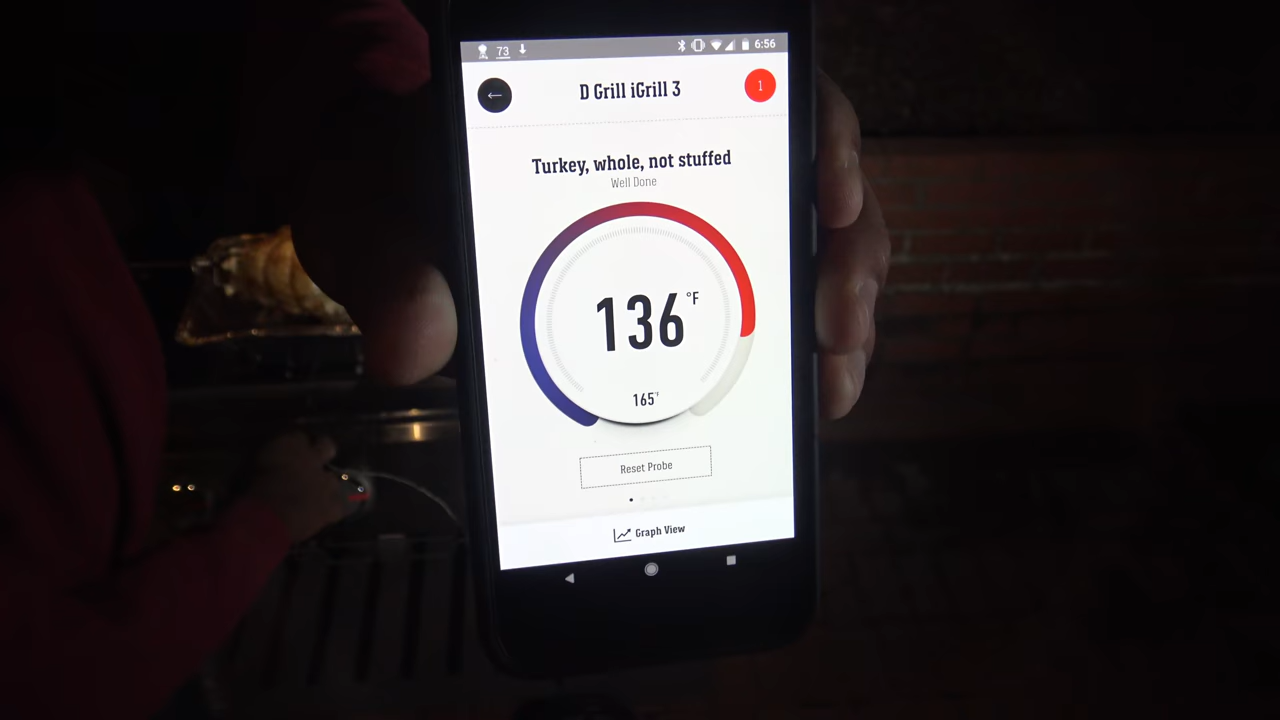 73 6:56
D Grill iGrill 3 1
Turkey, whole, not stuffed
Well Done
136°F
165°F
Reset Probe
Graph View